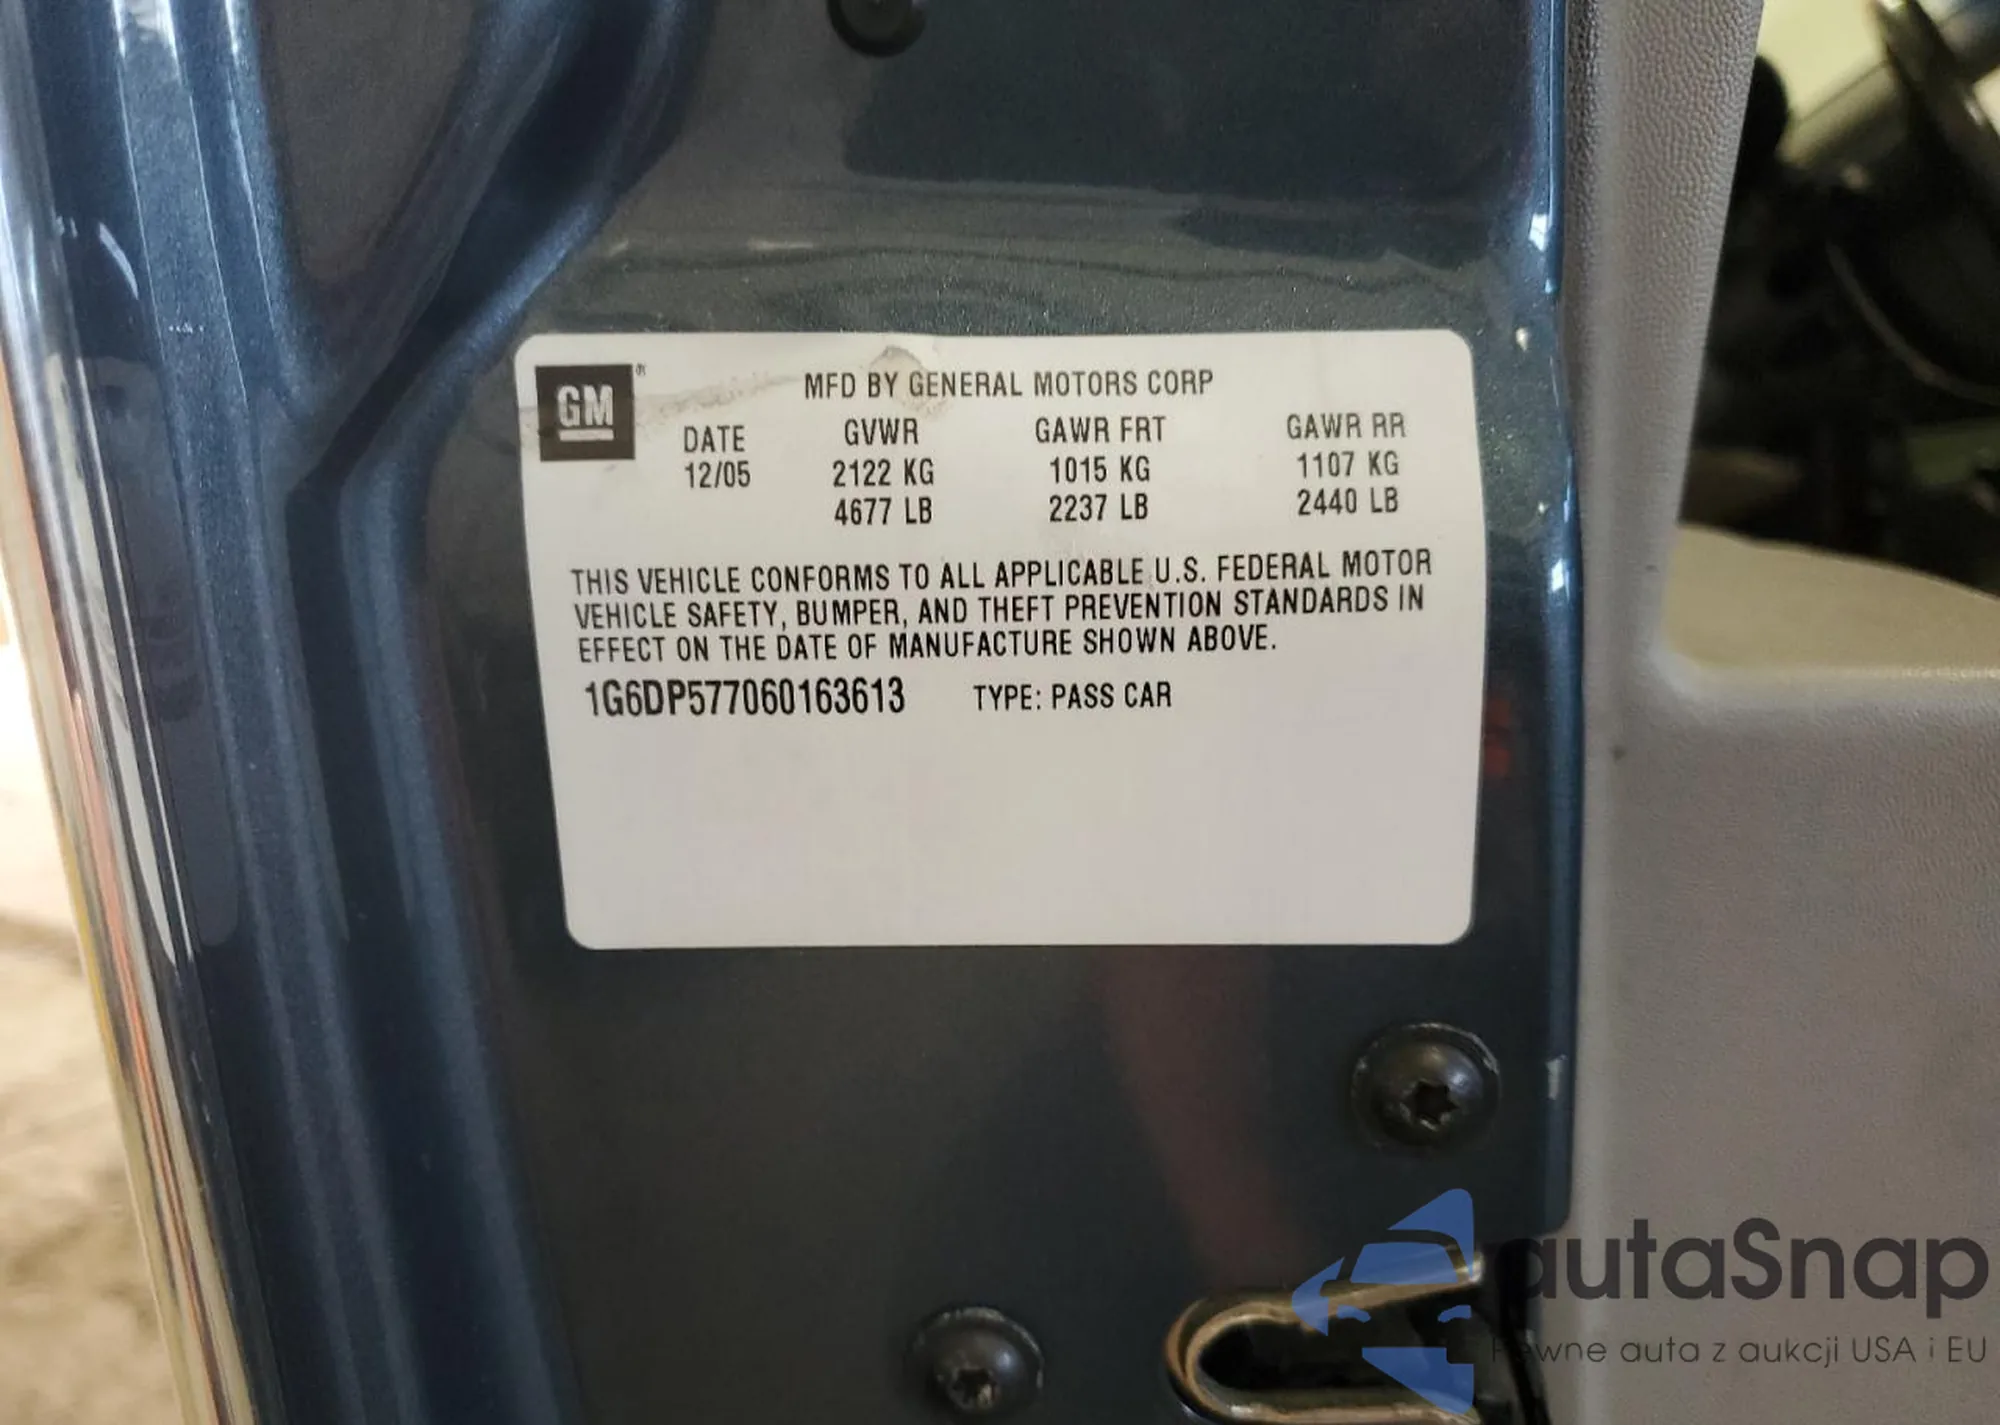 GM®
MFD BY GENERAL MOTORS CORP
DATE GVWR GAWR FRT GAWR RR
12/05 2122 KG 1015 KG 1107 KG
4677 LB 2237 LB 2440 LB
THIS VEHICLE CONFORMS TO ALL APPLICABLE U.S. FEDERAL MOTOR
VEHICLE SAFETY, BUMPER, AND THEFT PREVENTION STANDARDS IN
EFFECT ON THE DATE OF MANUFACTURE SHOWN ABOVE.
1G6DP577060163613 TYPE: PASS CAR
autaSnap
Pewne auta z aukcji USA i EU